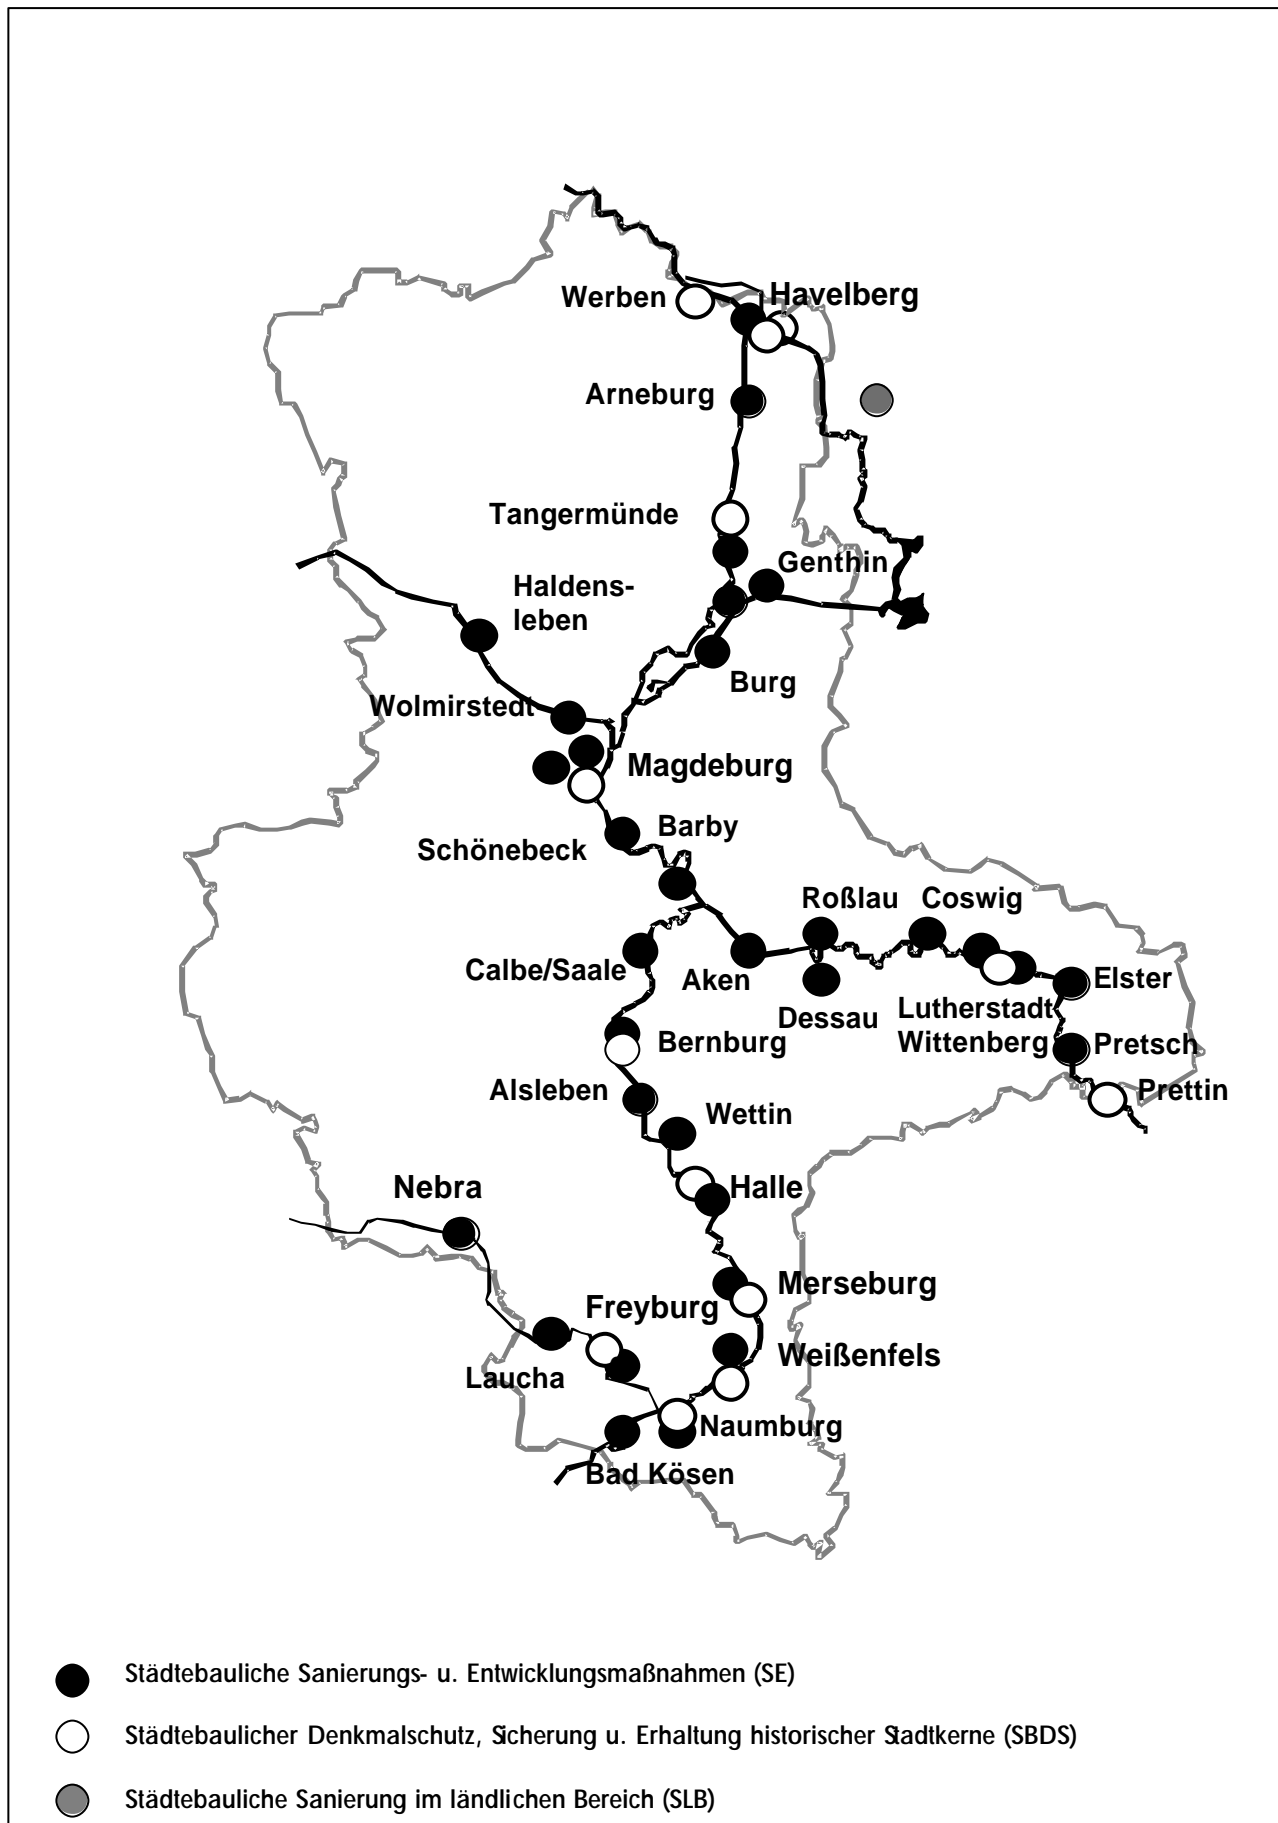 Werben
Havelberg
Arneburg
Tangermünde
Genthin
Haldens-
leben
Burg
Wolmirstedt
Magdeburg
Barby
Schönebeck
Roßlau
Coswig
Calbe/Saale
Aken
Elster
Dessau
Lutherstadt
Wittenberg
Bernburg
Pretsch
Alsleben
Prettin
Wettin
Nebra
Halle
Merseburg
Freyburg
Weißenfels
Laucha
Naumburg
Bad Kösen
Städtebauliche Sanierungs- u. Entwicklungsmaßnahmen (SE)
Städtebaulicher Denkmalschutz, Sicherung u. Erhaltung historischer Stadtkerne (SBDS)
Städtebauliche Sanierung im ländlichen Bereich (SLB)